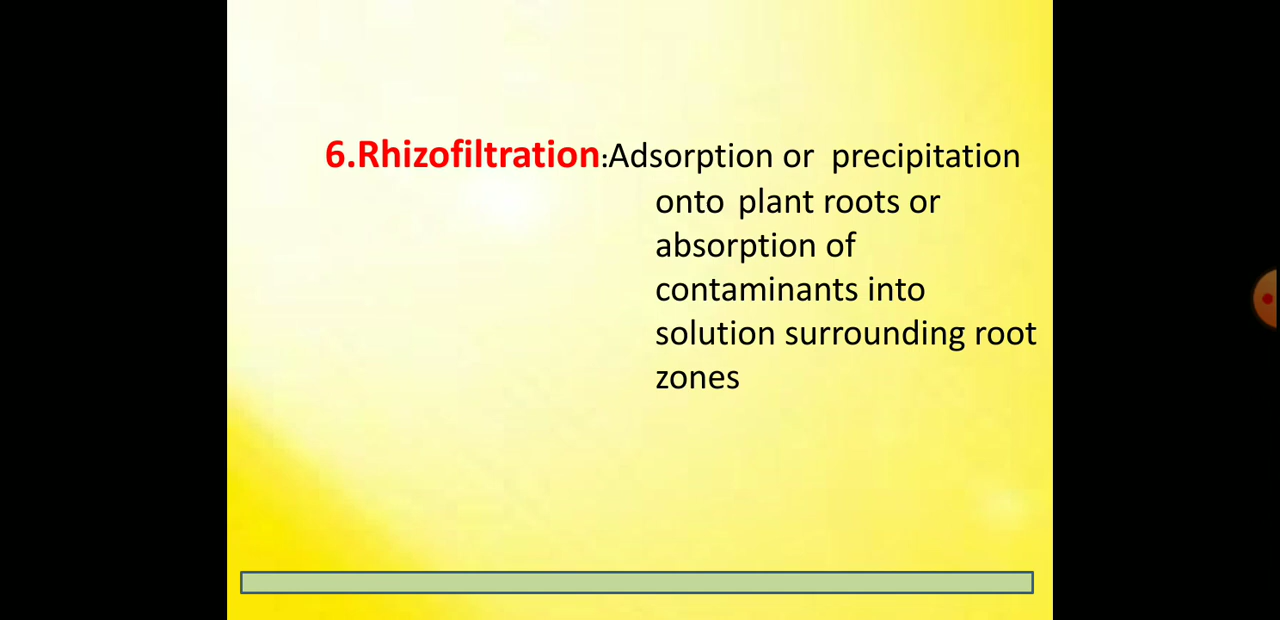 6.Rhizofiltration:Adsorption or precipitation
onto plant roots or
absorption of
contaminants into
solution surrounding root
zones